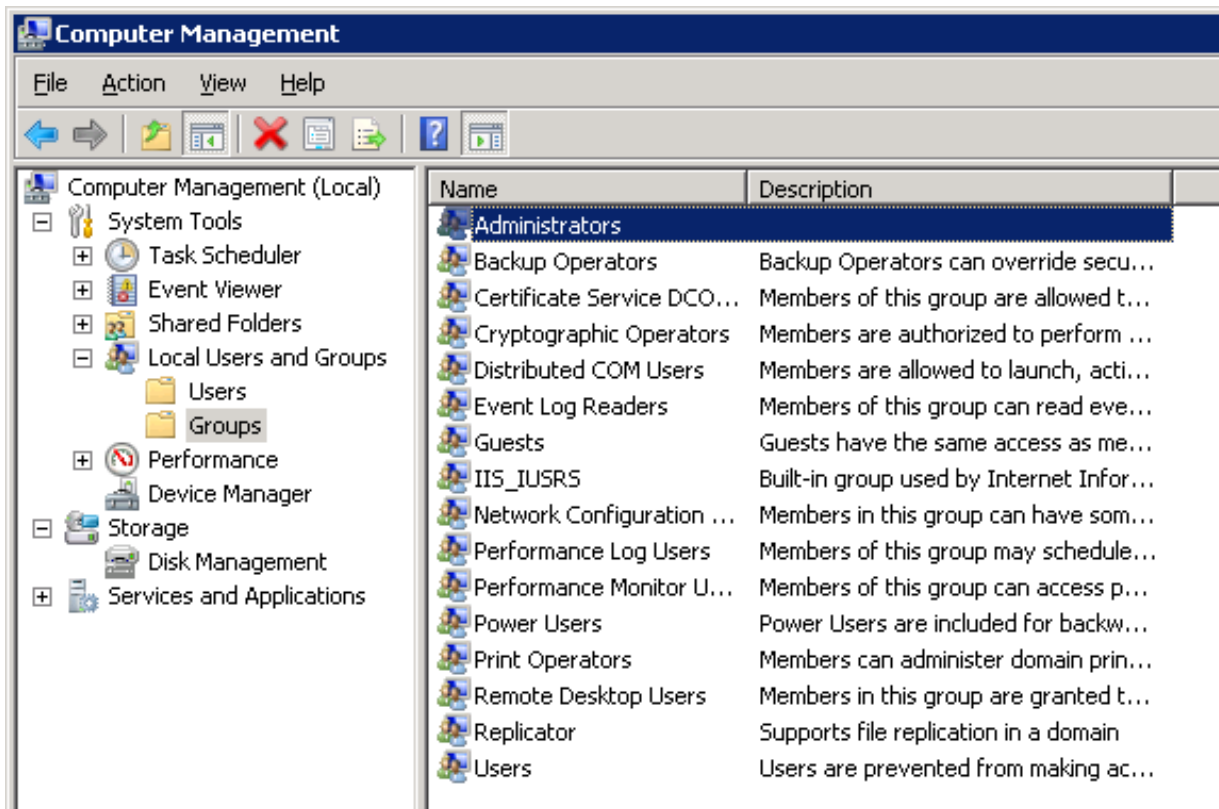 Computer Management
File Action View Help
Computer Management (Local)
System Tools
Task Scheduler
Event Viewer
Shared Folders
Local Users and Groups
Users
Groups
Performance
Device Manager
Storage
Disk Management
Services and Applications
Name Description
Administrators
Backup Operators Backup Operators can override secu...
Certificate Service DCO... Members of this group are allowed t...
Cryptographic Operators Members are authorized to perform ...
Distributed COM Users Members are allowed to launch, acti...
Event Log Readers Members of this group can read eve...
Guests Guests have the same access as me...
IIS_IUSRS Built-in group used by Internet Infor...
Network Configuration ... Members in this group can have som...
Performance Log Users Members of this group may schedule...
Performance Monitor U... Members of this group can access p...
Power Users Power Users are included for backw...
Print Operators Members can administer domain prin...
Remote Desktop Users Members in this group are granted t...
Replicator Supports file replication in a domain
Users Users are prevented from making ac...